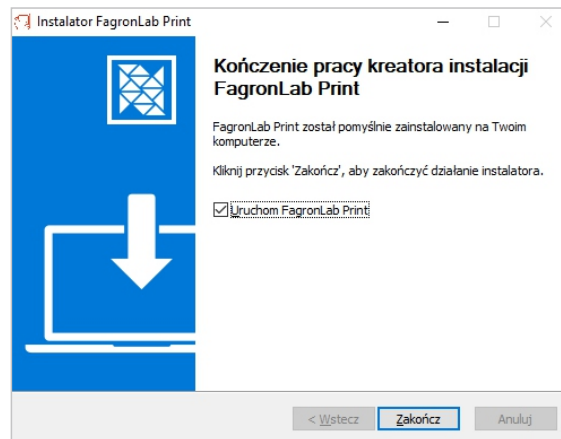 Instalator FagronLab Print
Kończenie pracy kreatora instalacji
FagronLab Print
FagronLab Print został pomyślnie zainstalowany na Twoim
komputerze.
Kliknij przycisk 'Zakończ', aby zakończyć działanie instalatora.
Uruchom FagronLab Print
< Wstecz
Zakończ
Anuluj